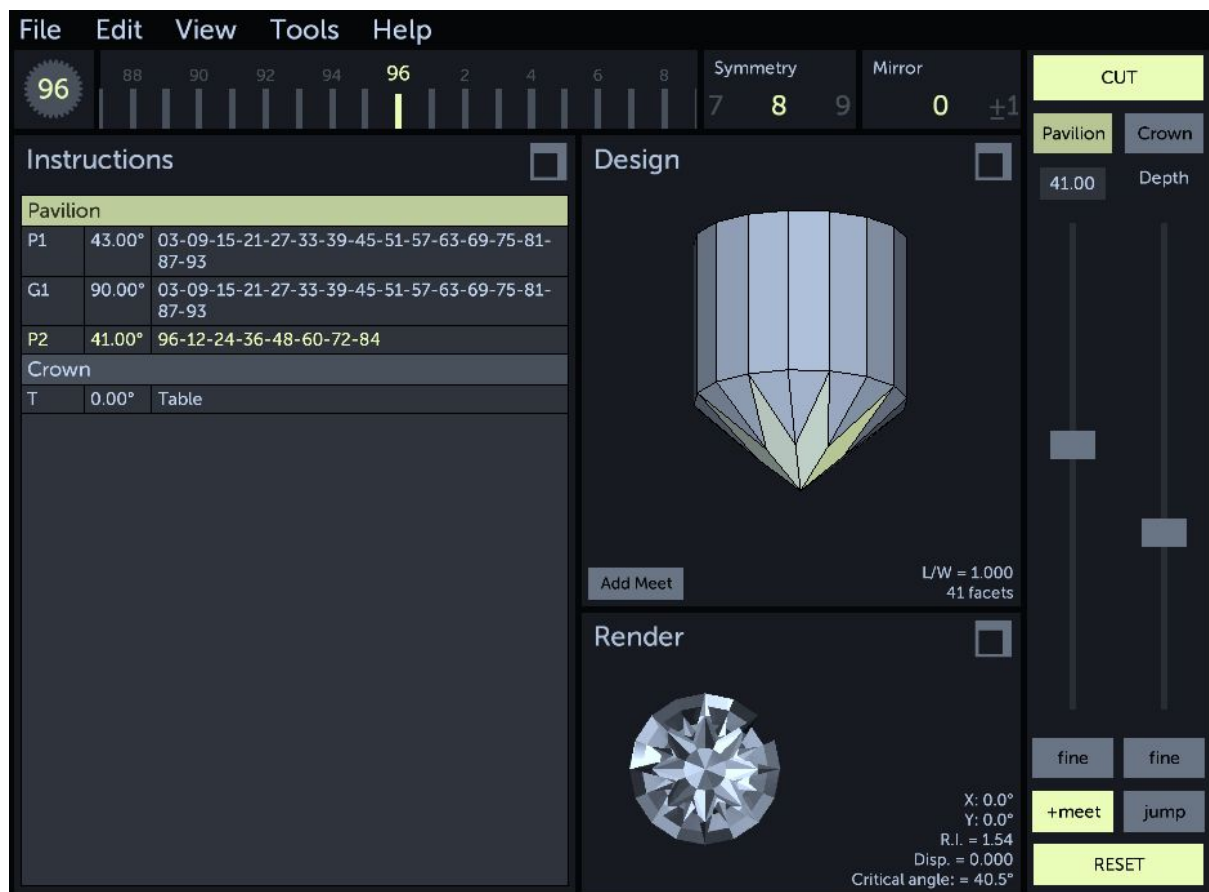 File Edit View Tools Help
96
88 90 92 94 96 2 4 6 8
Symmetry
7 8 9
Mirror
0 ±1
CUT
Pavilion Crown
41.00 Depth
Instructions
Pavilion
P1 43.00° 03-09-15-21-27-33-39-45-51-57-63-69-75-81-
87-93
G1 90.00° 03-09-15-21-27-33-39-45-51-57-63-69-75-81-
87-93
P2 41.00° 96-12-24-36-48-60-72-84
Crown
T 0.00° Table
Design
Add Meet
L/W = 1.000
41 facets
Render
X: 0.0°
Y: 0.0°
R.I. = 1.54
Disp. = 0.000
Critical angle: = 40.5°
fine fine
+meet jump
RESET